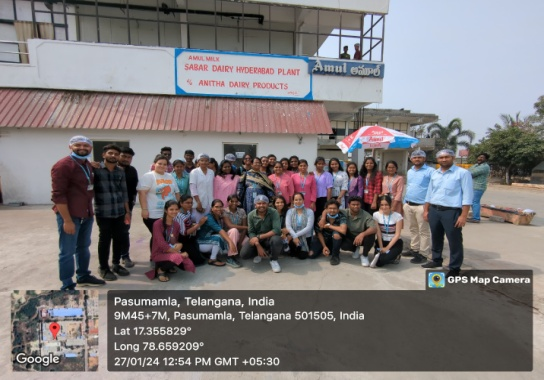 AMUL MILK
SABAR DAIRY HYDERABAD PLANT
% ANITHA DAIRY PRODUCTS
Amul అమూల్
GPS Map Camera
Pasumamla, Telangana, India
9M45+7M, Pasumamla, Telangana 501505, India
Lat 17.355829°
Long 78.659209°
27/01/24 12:54 PM GMT +05:30
Google